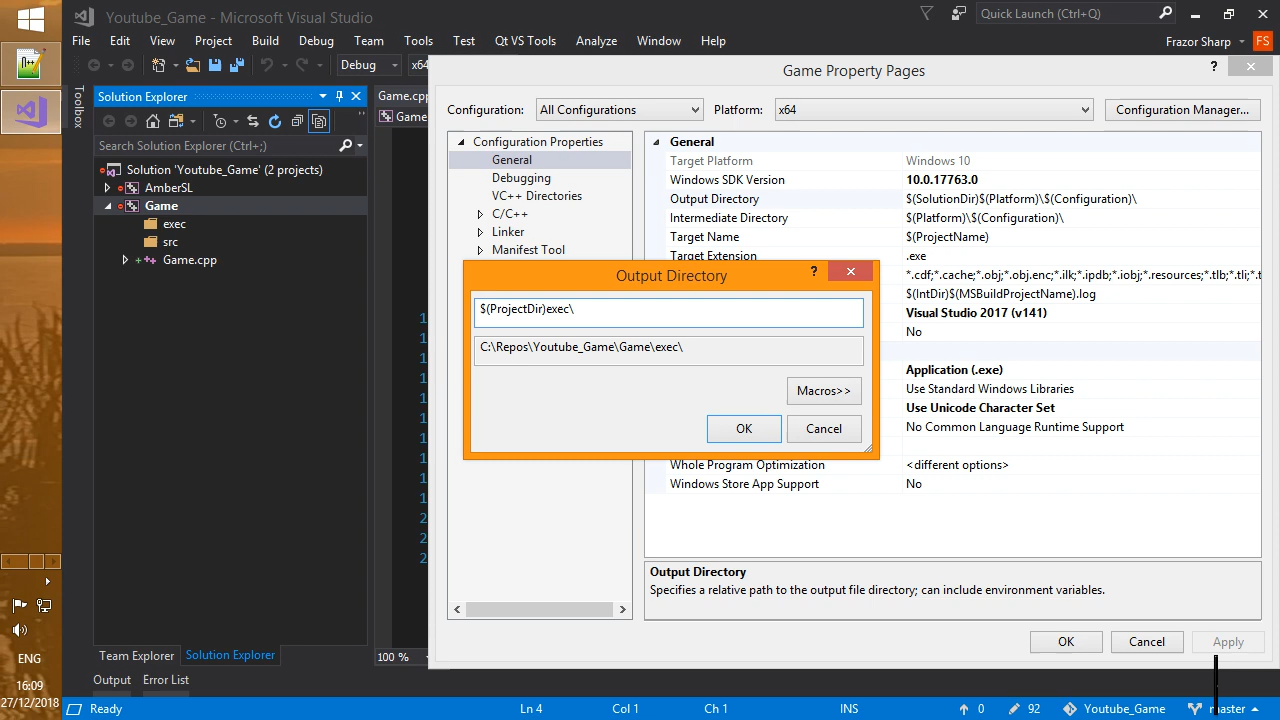 Youtube_Game - Microsoft Visual Studio
Quick Launch (Ctrl+Q)
File Edit View Project Build Debug Team Tools Test Qt VS Tools Analyze Window Help
Frazor Sharp FS
Debug x64
Toolbox
Solution Explorer
Search Solution Explorer (Ctrl+;)
Solution 'Youtube_Game' (2 projects)
AmberSL
Game
exec
src
Game.cpp
Team Explorer Solution Explorer
Output Error List
Game.cpp
Game
100 %
Game Property Pages
Configuration: All Configurations Platform: x64 Configuration Manager...
Configuration Properties
General
Debugging
VC++ Directories
C/C++
Linker
Manifest Tool
General
Target Platform Windows 10
Windows SDK Version 10.0.17763.0
Output Directory $(SolutionDir)$(Platform)\$(Configuration)\
Intermediate Directory $(Platform)\$(Configuration)\
Target Name $(ProjectName)
Target Extension .exe
*.cdf;*.cache;*.obj;*.obj.enc;*.ilk;*.ipdb;*.iobj;*.resources;*.tlb;*.tli;*.t
$(IntDir)$(MSBuildProjectName).log
Visual Studio 2017 (v141)
No
Application (.exe)
Use Standard Windows Libraries
Use Unicode Character Set
No Common Language Runtime Support
Whole Program Optimization <different options>
Windows Store App Support No
Output Directory
$(ProjectDir)exec\
C:\Repos\Youtube_Game\Game\exec\
Macros>>
OK Cancel
Output Directory
Specifies a relative path to the output file directory; can include environment variables.
OK Cancel Apply
ENG
16:09
27/12/2018
Ready Ln 4 Col 1 Ch 1 INS 0 92 Youtube_Game master